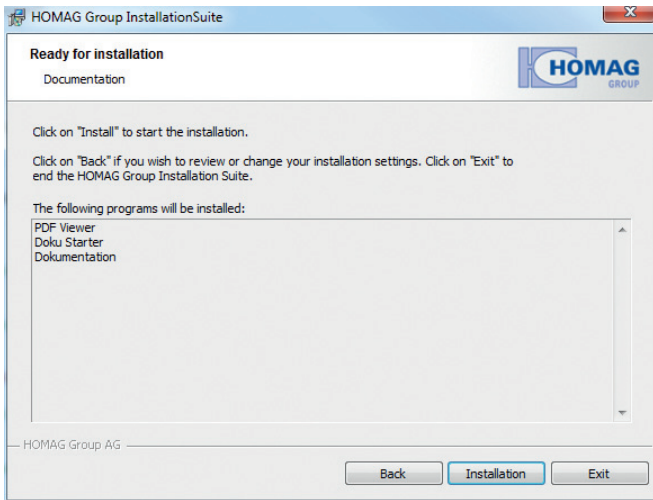 HOMAG Group InstallationSuite
Ready for installation
Documentation
HOMAG
GROUP
Click on "Install" to start the installation.
Click on "Back" if you wish to review or change your installation settings. Click on "Exit" to
end the HOMAG Group Installation Suite.
The following programs will be installed:
PDF Viewer
Doku Starter
Dokumentation
HOMAG Group AG
Back Installation Exit